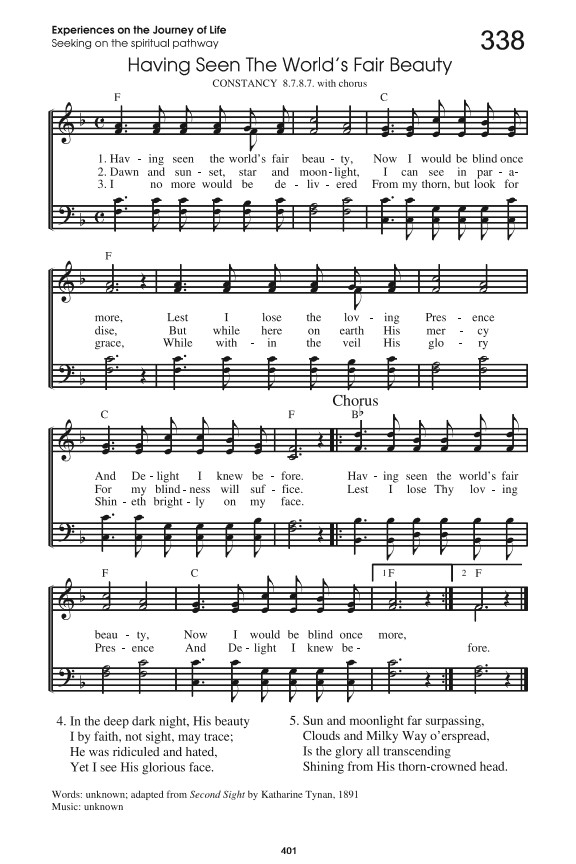 Experiences on the Journey of Life
Seeking on the spiritual pathway
338
Having Seen The World's Fair Beauty
CONSTANCY 8.7.8.7. with chorus
F C
1. Hav - ing seen the world's fair beau - ty, Now I would be blind once
2. Dawn and sun - set, star and moon - light, I can see in par - a-
3. I no more would be de - liv - ered From my thorn, but look for
F
more, Lest I lose the lov - ing Pres - ence
dise, But while here on earth His mer - cy
grace, While with - in the veil His glo - ry
Chorus
C F B♭
And De - light I knew be - fore. Hav - ing seen the world's fair
For my blind - ness will suf - fice. Lest I lose Thy lov - ing
Shin - eth bright - ly on my face.
F C 1 F 2 F
beau - ty, Now I would be blind once more,
Pres - ence And De - light I knew be - fore.
4. In the deep dark night, His beauty
I by faith, not sight, may trace;
He was ridiculed and hated,
Yet I see His glorious face.
5. Sun and moonlight far surpassing,
Clouds and Milky Way o'erspread,
Is the glory all transcending
Shining from His thorn-crowned head.
Words: unknown; adapted from Second Sight by Katharine Tynan, 1891
Music: unknown
401